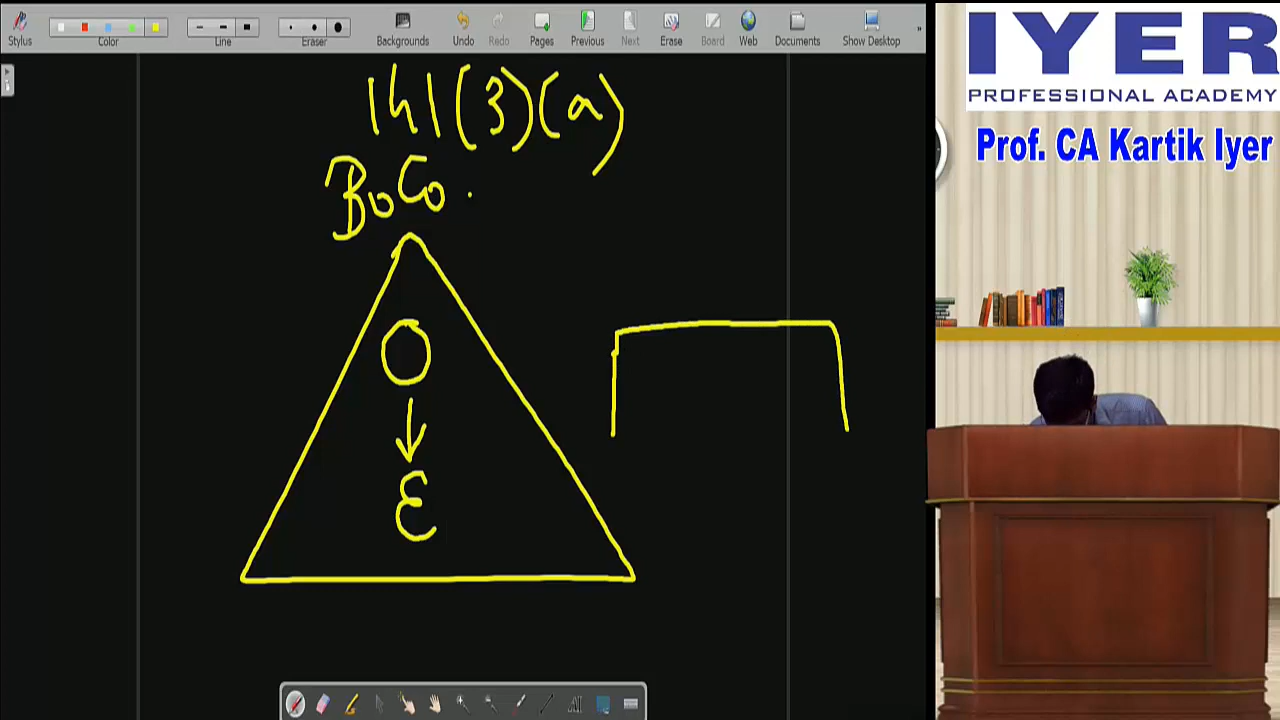 Stylus
Color
Line
Eraser
Backgrounds
Undo
Redo
Pages
Previous
Next
Erase
Board
Web
Documents
Show Desktop
»
141(3)(a)
BoCo.
O
E
AI
IYER
PROFESSIONAL ACADEMY
Prof. CA Kartik Iyer